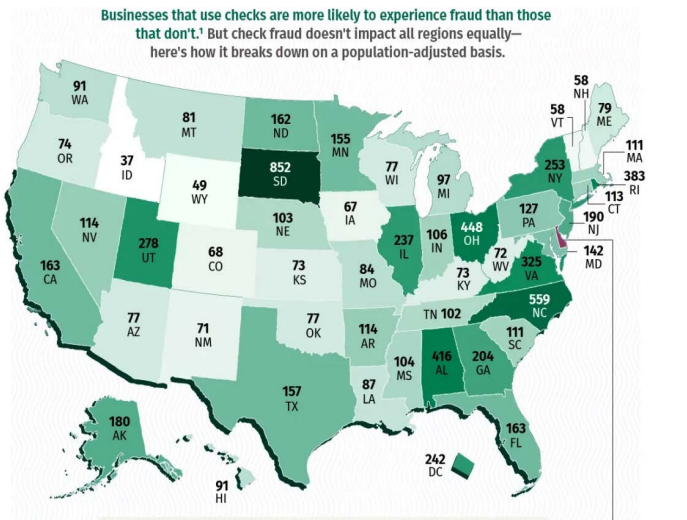 Businesses that use checks are more likely to experience fraud than those
that don't.¹ But check fraud doesn't impact all regions equally—
here's how it breaks down on a population-adjusted basis.
91
WA
74
OR
37
ID
81
MT
162
ND
155
MN
77
WI
97
MI
58
NH
58
VT
79
ME
111
MA
383
RI
113
CT
253
NY
190
NJ
127
PA
142
MD
852
SD
49
WY
103
NE
67
IA
237
IL
106
IN
448
OH
72
WV
325
VA
114
NV
278
UT
68
CO
73
KS
84
MO
73
KY
559
NC
163
CA
77
AZ
71
NM
77
OK
114
AR
TN 102
111
SC
157
TX
87
LA
104
MS
416
AL
204
GA
163
FL
180
AK
91
HI
242
DC